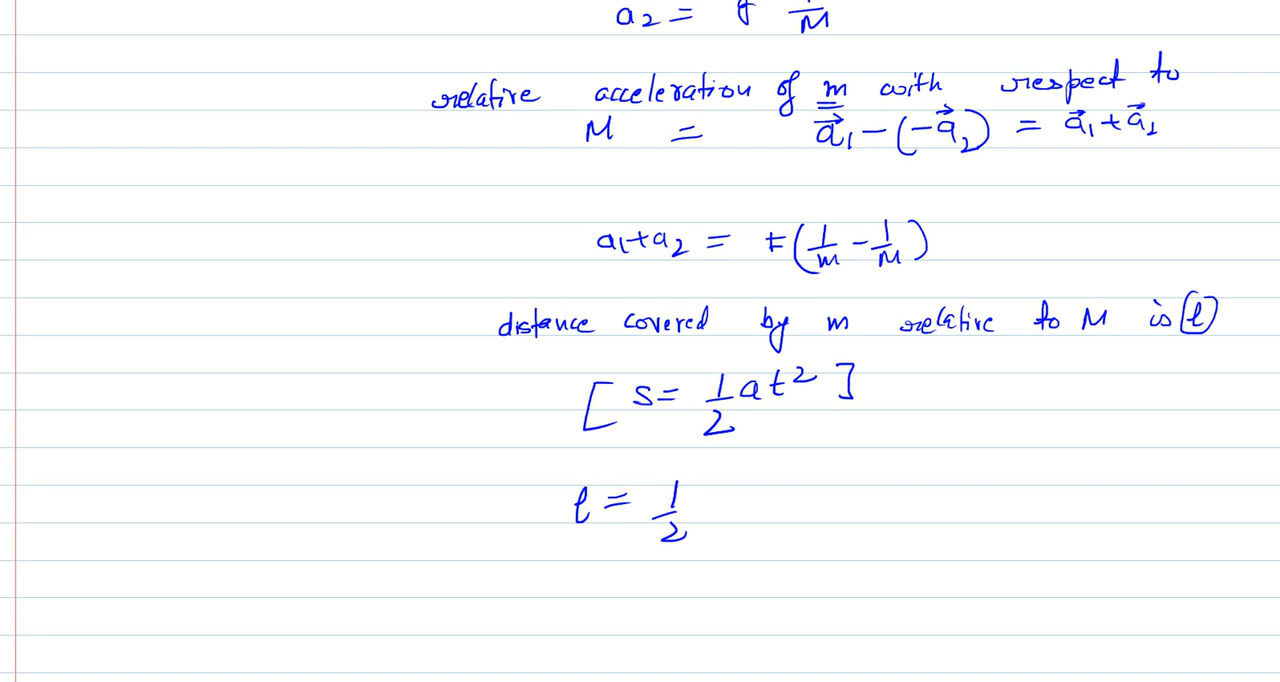 a₂ = f 1/M
relative acceleration of m with respect to
M = a⃗₁ - (-a⃗₂) = a⃗₁ + a⃗₂
a₁ + a₂ = F(1/m - 1/M)
distance covered by m relative to M is l
[ s = 1/2 at² ]
l = 1/2